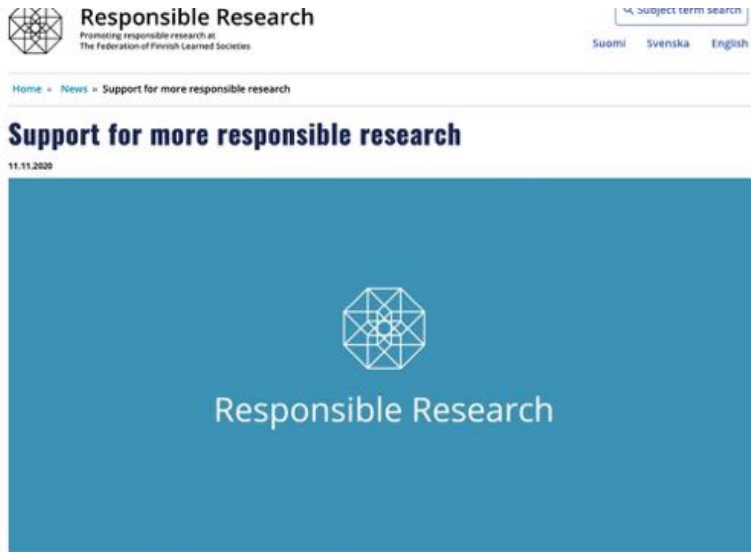 Responsible Research
Promoting responsible research at
The Federation of Finnish Learned Societies
Subject term search
Suomi Svenska English
Home » News » Support for more responsible research
Support for more responsible research
11.11.2020
Responsible Research